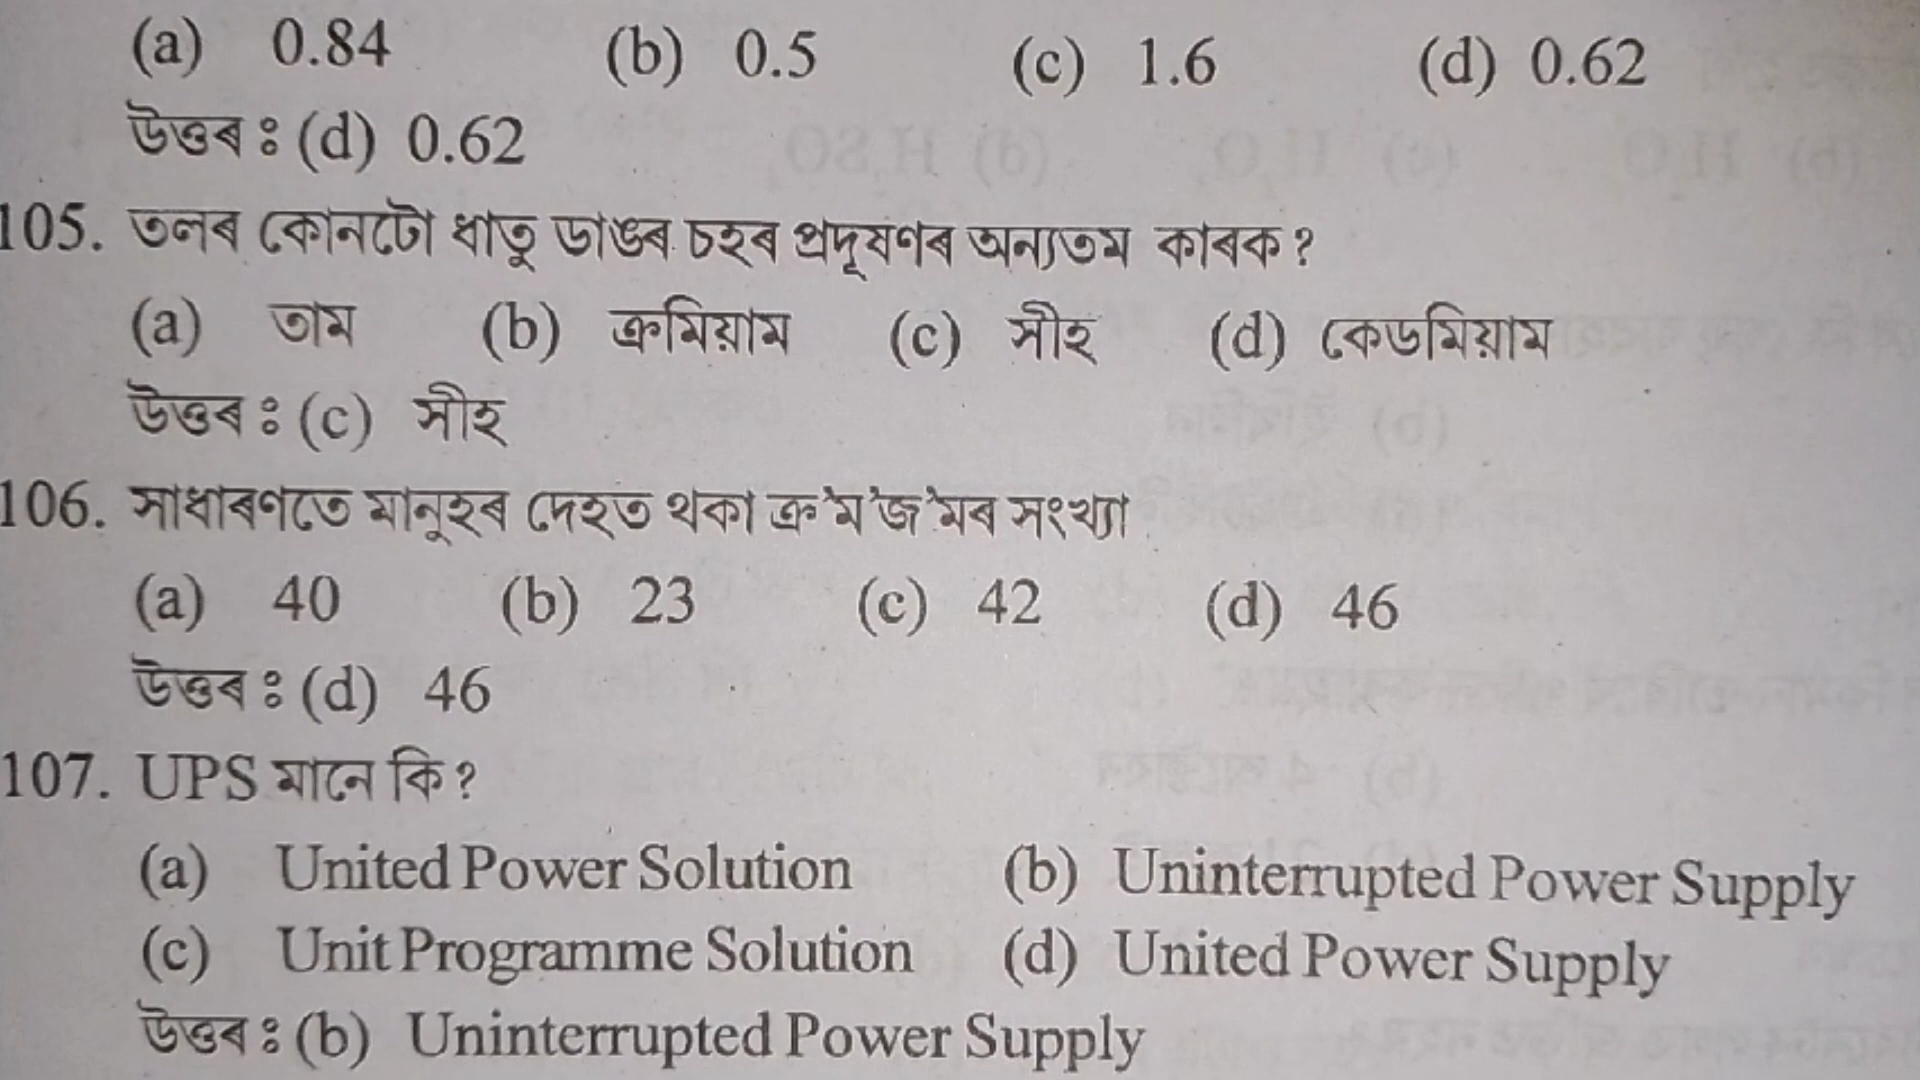 (a) 0.84 (b) 0.5 (c) 1.6 (d) 0.62
উত্তৰ ঃ (d) 0.62
105. তলৰ কোনটো ধাতু ডাঙৰ চহৰ প্ৰদূষণৰ অন্যতম কাৰক ?
(a) তাম (b) ক্ৰমিয়াম (c) সীহ (d) কেডমিয়াম
উত্তৰ ঃ (c) সীহ
106. সাধাৰণতে মানুহৰ দেহত থকা ক্ৰ'ম'জ'মৰ সংখ্যা
(a) 40 (b) 23 (c) 42 (d) 46
উত্তৰ ঃ (d) 46
107. UPS মানে কি ?
(a) United Power Solution (b) Uninterrupted Power Supply
(c) Unit Programme Solution (d) United Power Supply
উত্তৰ ঃ (b) Uninterrupted Power Supply